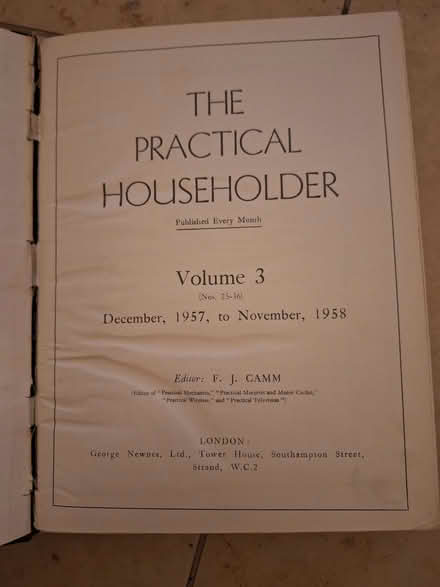 THE
PRACTICAL
HOUSEHOLDER
Published Every Month
Volume 3
(Nos. 25-36)
December, 1957, to November, 1958
Editor: F. J. CAMM
(Editor of "Practical Mechanics," "Practical Motorist and Motor Cyclist,"
"Practical Wireless," and "Practical Television")
LONDON:
George Newnes, Ltd., Tower House, Southampton Street,
Strand, W.C.2